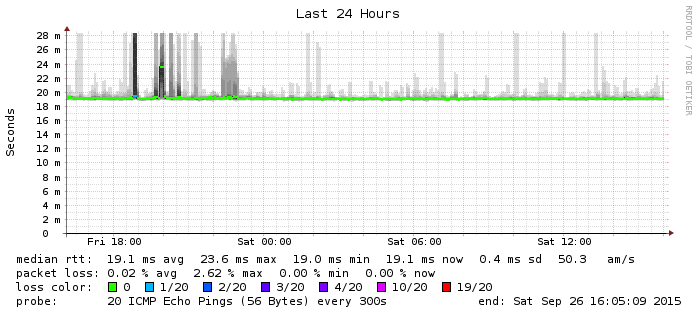 Last 24 Hours
RRDTOOL / TOBI OETIKER
Seconds
28 m
26 m
24 m
22 m
20 m
18 m
16 m
14 m
12 m
10 m
8 m
6 m
4 m
2 m
0
Fri 18:00 Sat 00:00 Sat 06:00 Sat 12:00
median rtt: 19.1 ms avg 23.6 ms max 19.0 ms min 19.1 ms now 0.4 ms sd 50.3 am/s
packet loss: 0.02 % avg 2.62 % max 0.00 % min 0.00 % now
loss color: 0 1/20 2/20 3/20 4/20 10/20 19/20
probe: 20 ICMP Echo Pings (56 Bytes) every 300s end: Sat Sep 26 16:05:09 2015